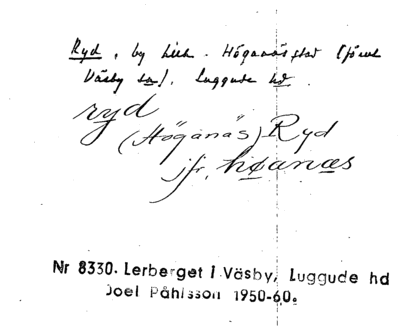 Ryd, by i Höganäs stad (förut
Väsby sn), Luggude hd.
ryd
(Höganäs) Ryd
jfr, höanæs
Nr 8330. Lerberget i Väsby, Luggude hd
Joel Påhlsson 1950-60.